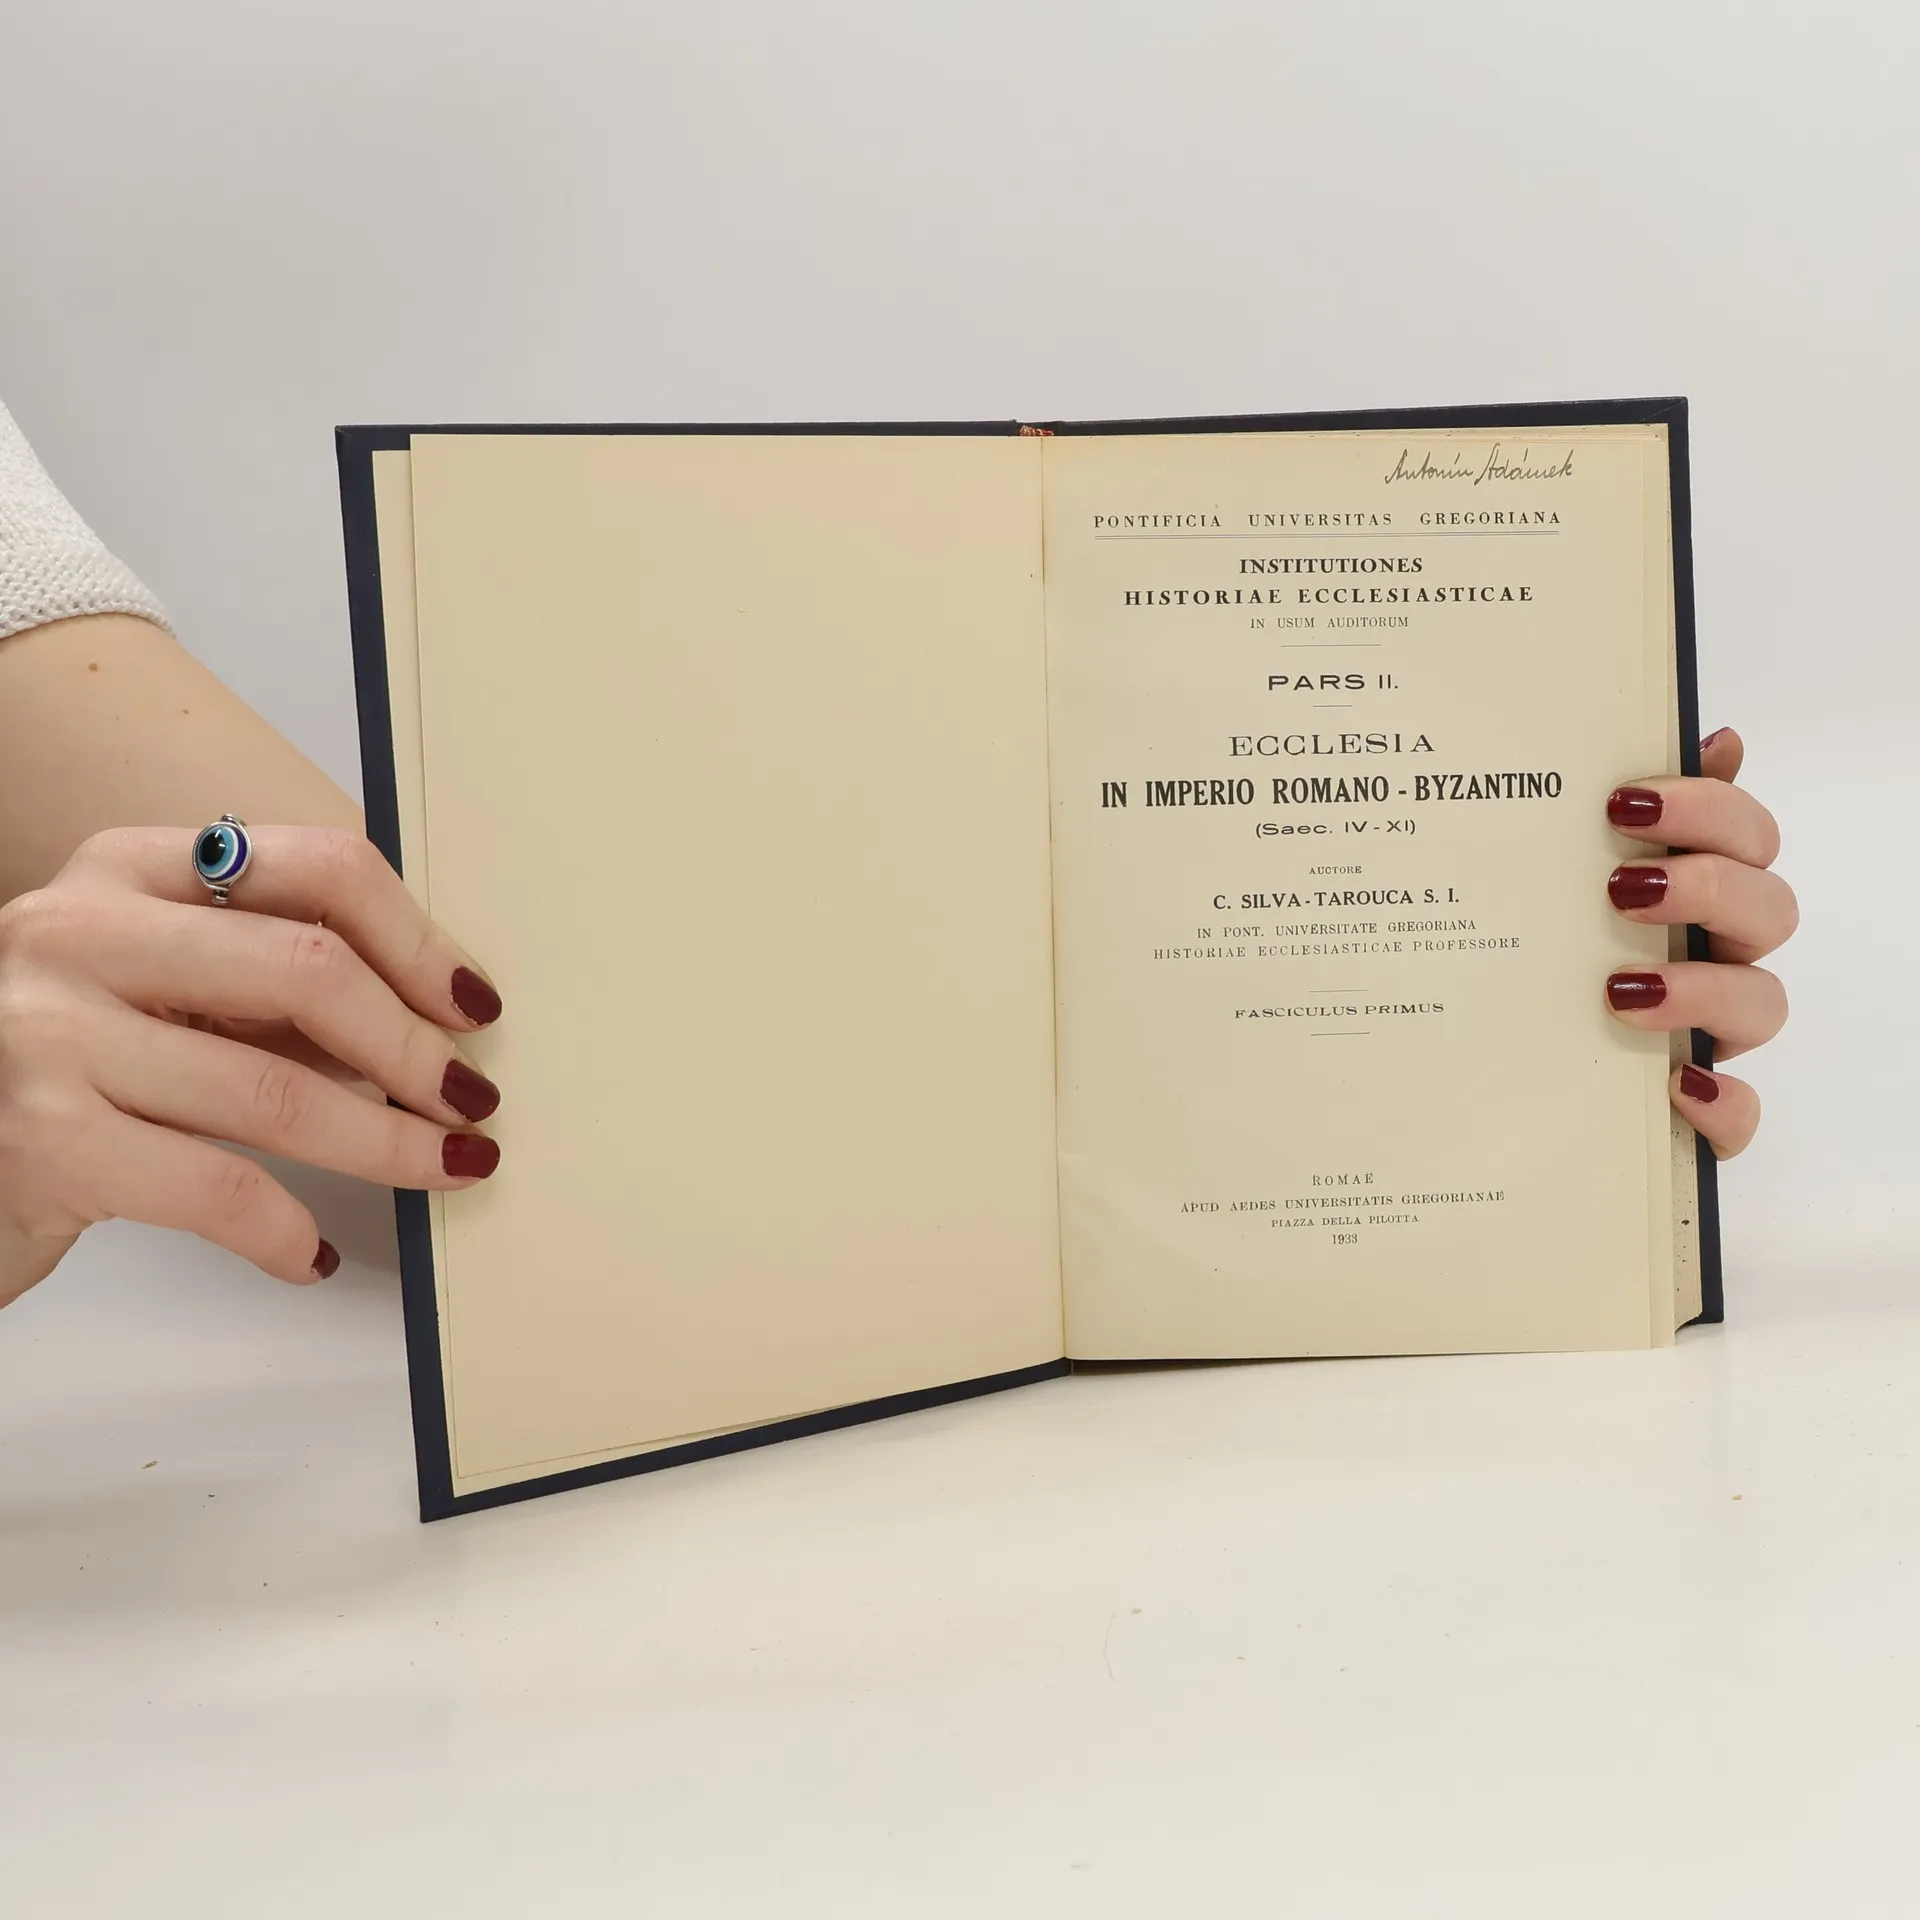 Antonín Adámek
PONTIFICIA UNIVERSITAS GREGORIANA
INSTITUTIONES
HISTORIAE ECCLESIASTICAE
IN USUM AUDITORUM
PARS II.
ECCLESIA
IN IMPERIO ROMANO - BYZANTINO
(Saec. IV - XI)
AUCTORE
C. SILVA - TAROUCA S. I.
IN PONT. UNIVERSITATE GREGORIANA
HISTORIAE ECCLESIASTICAE PROFESSORE
FASCICULUS PRIMUS
ROMAE
APUD AEDES UNIVERSITATIS GREGORIANAE
PIAZZA DELLA PILOTTA
1933